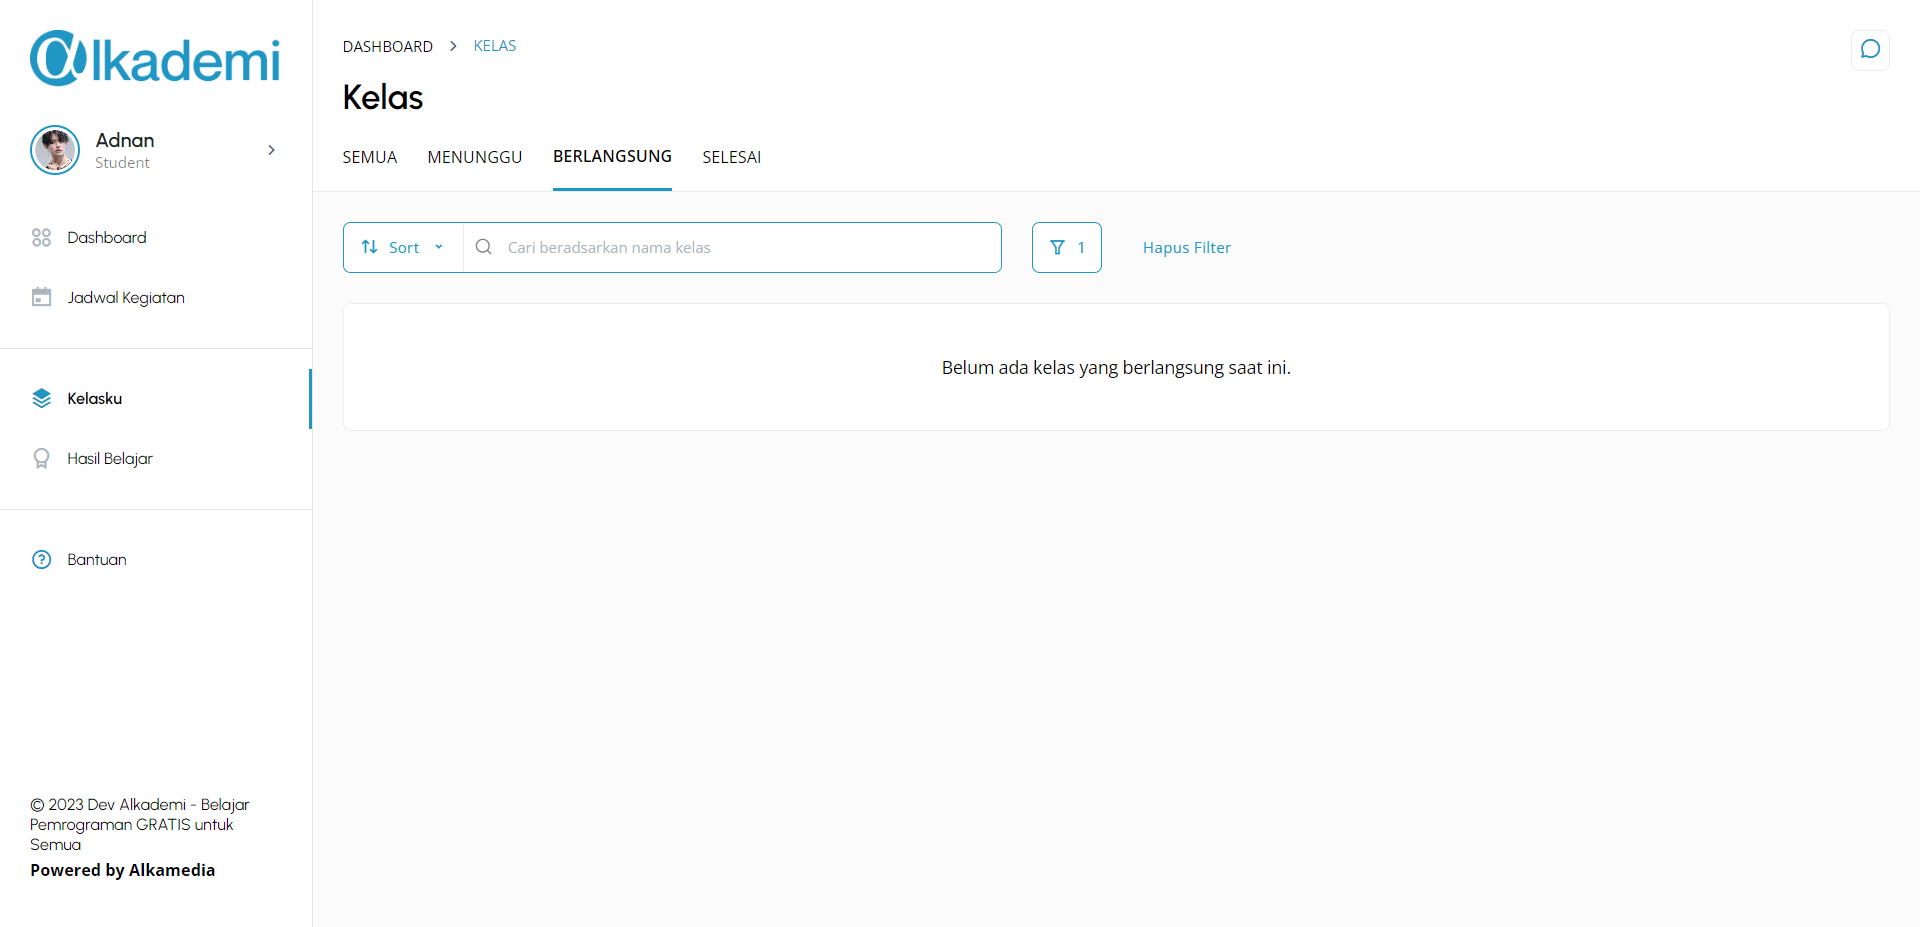 @lkademi
Adnan
Student
Dashboard
Jadwal Kegiatan
Kelasku
Hasil Belajar
Bantuan
© 2023 Dev Alkademi - Belajar
Pemrograman GRATIS untuk
Semua
Powered by Alkamedia
DASHBOARD > KELAS
Kelas
SEMUA MENUNGGU BERLANGSUNG SELESAI
Sort Cari beradsarkan nama kelas 1 Hapus Filter
Belum ada kelas yang berlangsung saat ini.